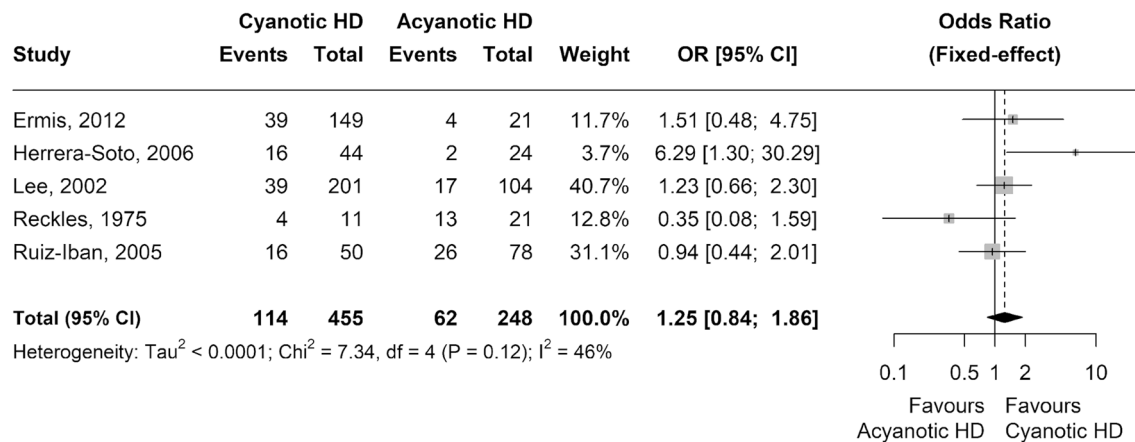 Cyanotic HD Acyanotic HD Odds Ratio
Study Events Total Events Total Weight OR [95% CI] (Fixed-effect)
Ermis, 2012 39 149 4 21 11.7% 1.51 [0.48; 4.75]
Herrera-Soto, 2006 16 44 2 24 3.7% 6.29 [1.30; 30.29]
Lee, 2002 39 201 17 104 40.7% 1.23 [0.66; 2.30]
Reckles, 1975 4 11 13 21 12.8% 0.35 [0.08; 1.59]
Ruiz-Iban, 2005 16 50 26 78 31.1% 0.94 [0.44; 2.01]
Total (95% CI) 114 455 62 248 100.0% 1.25 [0.84; 1.86]
Heterogeneity: Tau² < 0.0001; Chi² = 7.34, df = 4 (P = 0.12); I² = 46%
0.1 0.5 1 2 10
Favours Favours
Acyanotic HD Cyanotic HD